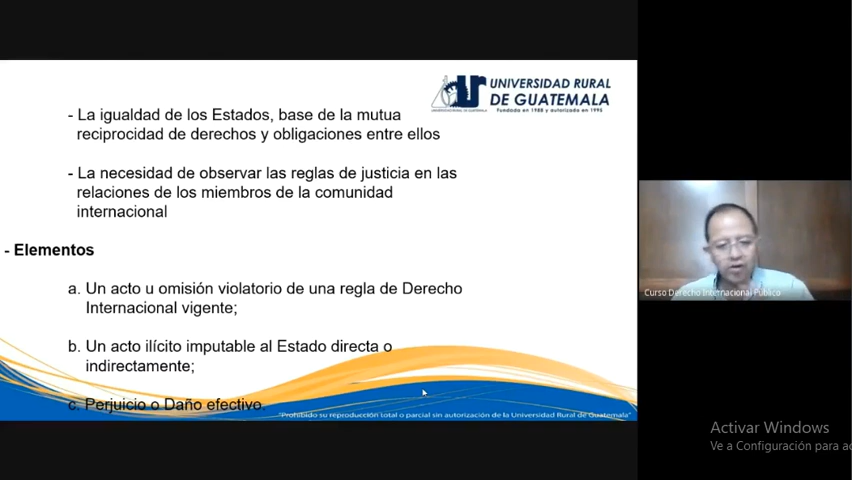 UNIVERSIDAD RURAL
DE GUATEMALA
Fundada en 1988 y autorizada en 1995
- La igualdad de los Estados, base de la mutua
reciprocidad de derechos y obligaciones entre ellos
- La necesidad de observar las reglas de justicia en las
relaciones de los miembros de la comunidad
internacional
- Elementos
a. Un acto u omisión violatorio de una regla de Derecho
Internacional vigente;
b. Un acto ilícito imputable al Estado directa o
indirectamente;
c. Perjuicio o Daño efectivo.
"Prohibido su reproducción total o parcial sin autorización de la Universidad Rural de Guatemala"
Curso Derecho Internacional Público
Activar Windows
Ve a Configuración para ac